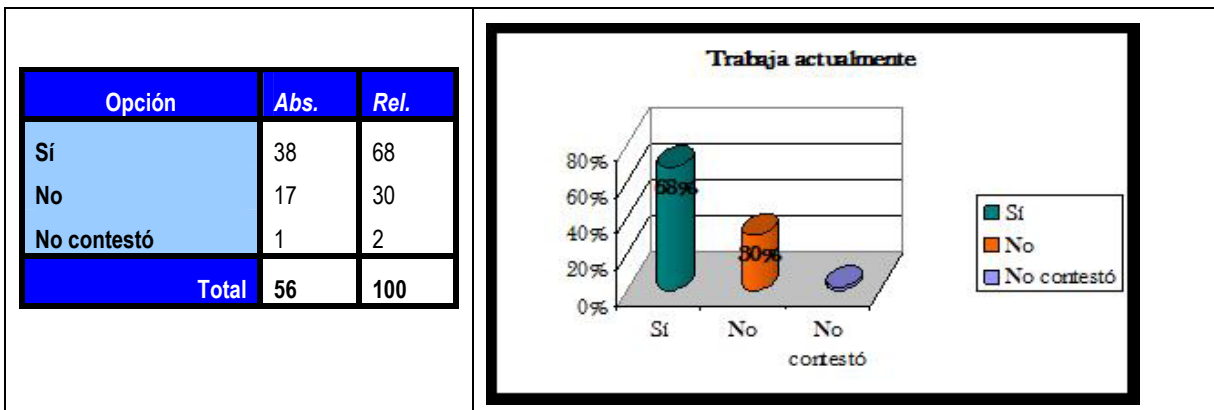 Opción Abs. Rel.
Sí 38 68
No 17 30
No contestó 1 2
Total 56 100
Trabaja actualmente
80%
60%
40%
20%
0%
68%
30%
Sí No No
contestó
Sí
No
No contestó